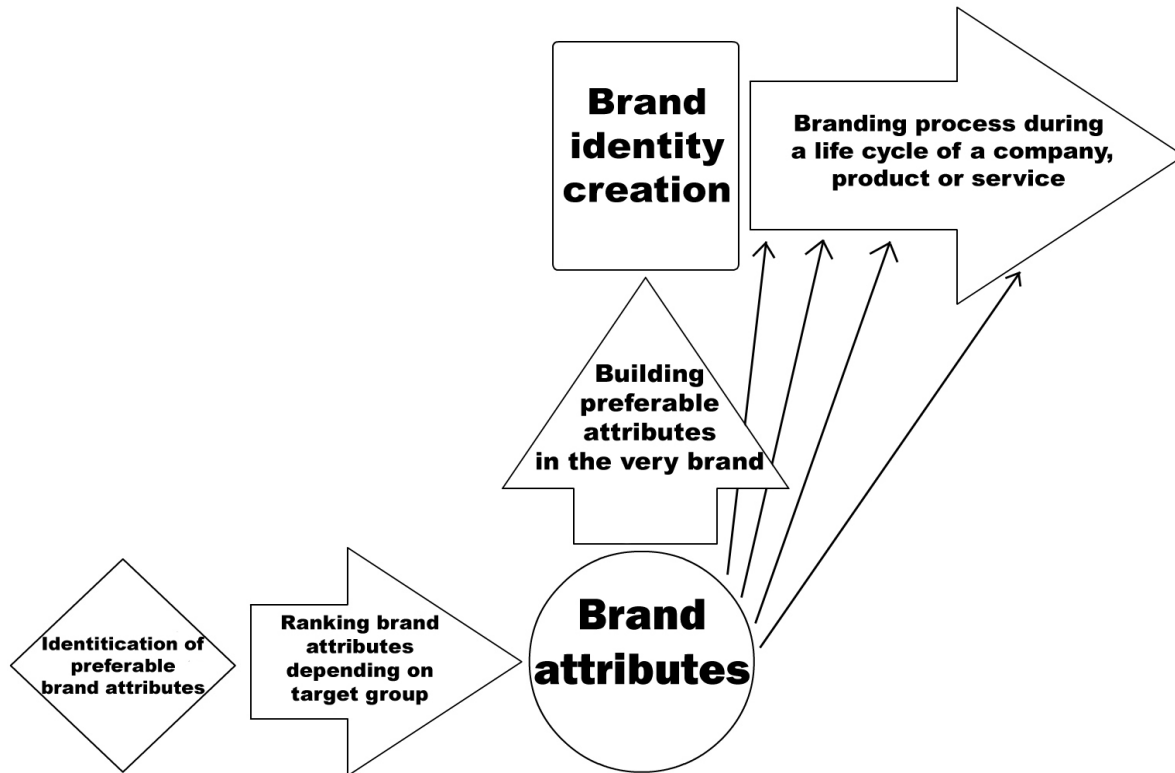 Brand
identity
creation
Branding process during
a life cycle of a company,
product or service
Building
preferable
attributes
in the very brand
Identitication of
preferable
brand attributes
Ranking brand
attributes
depending on
target group
Brand
attributes